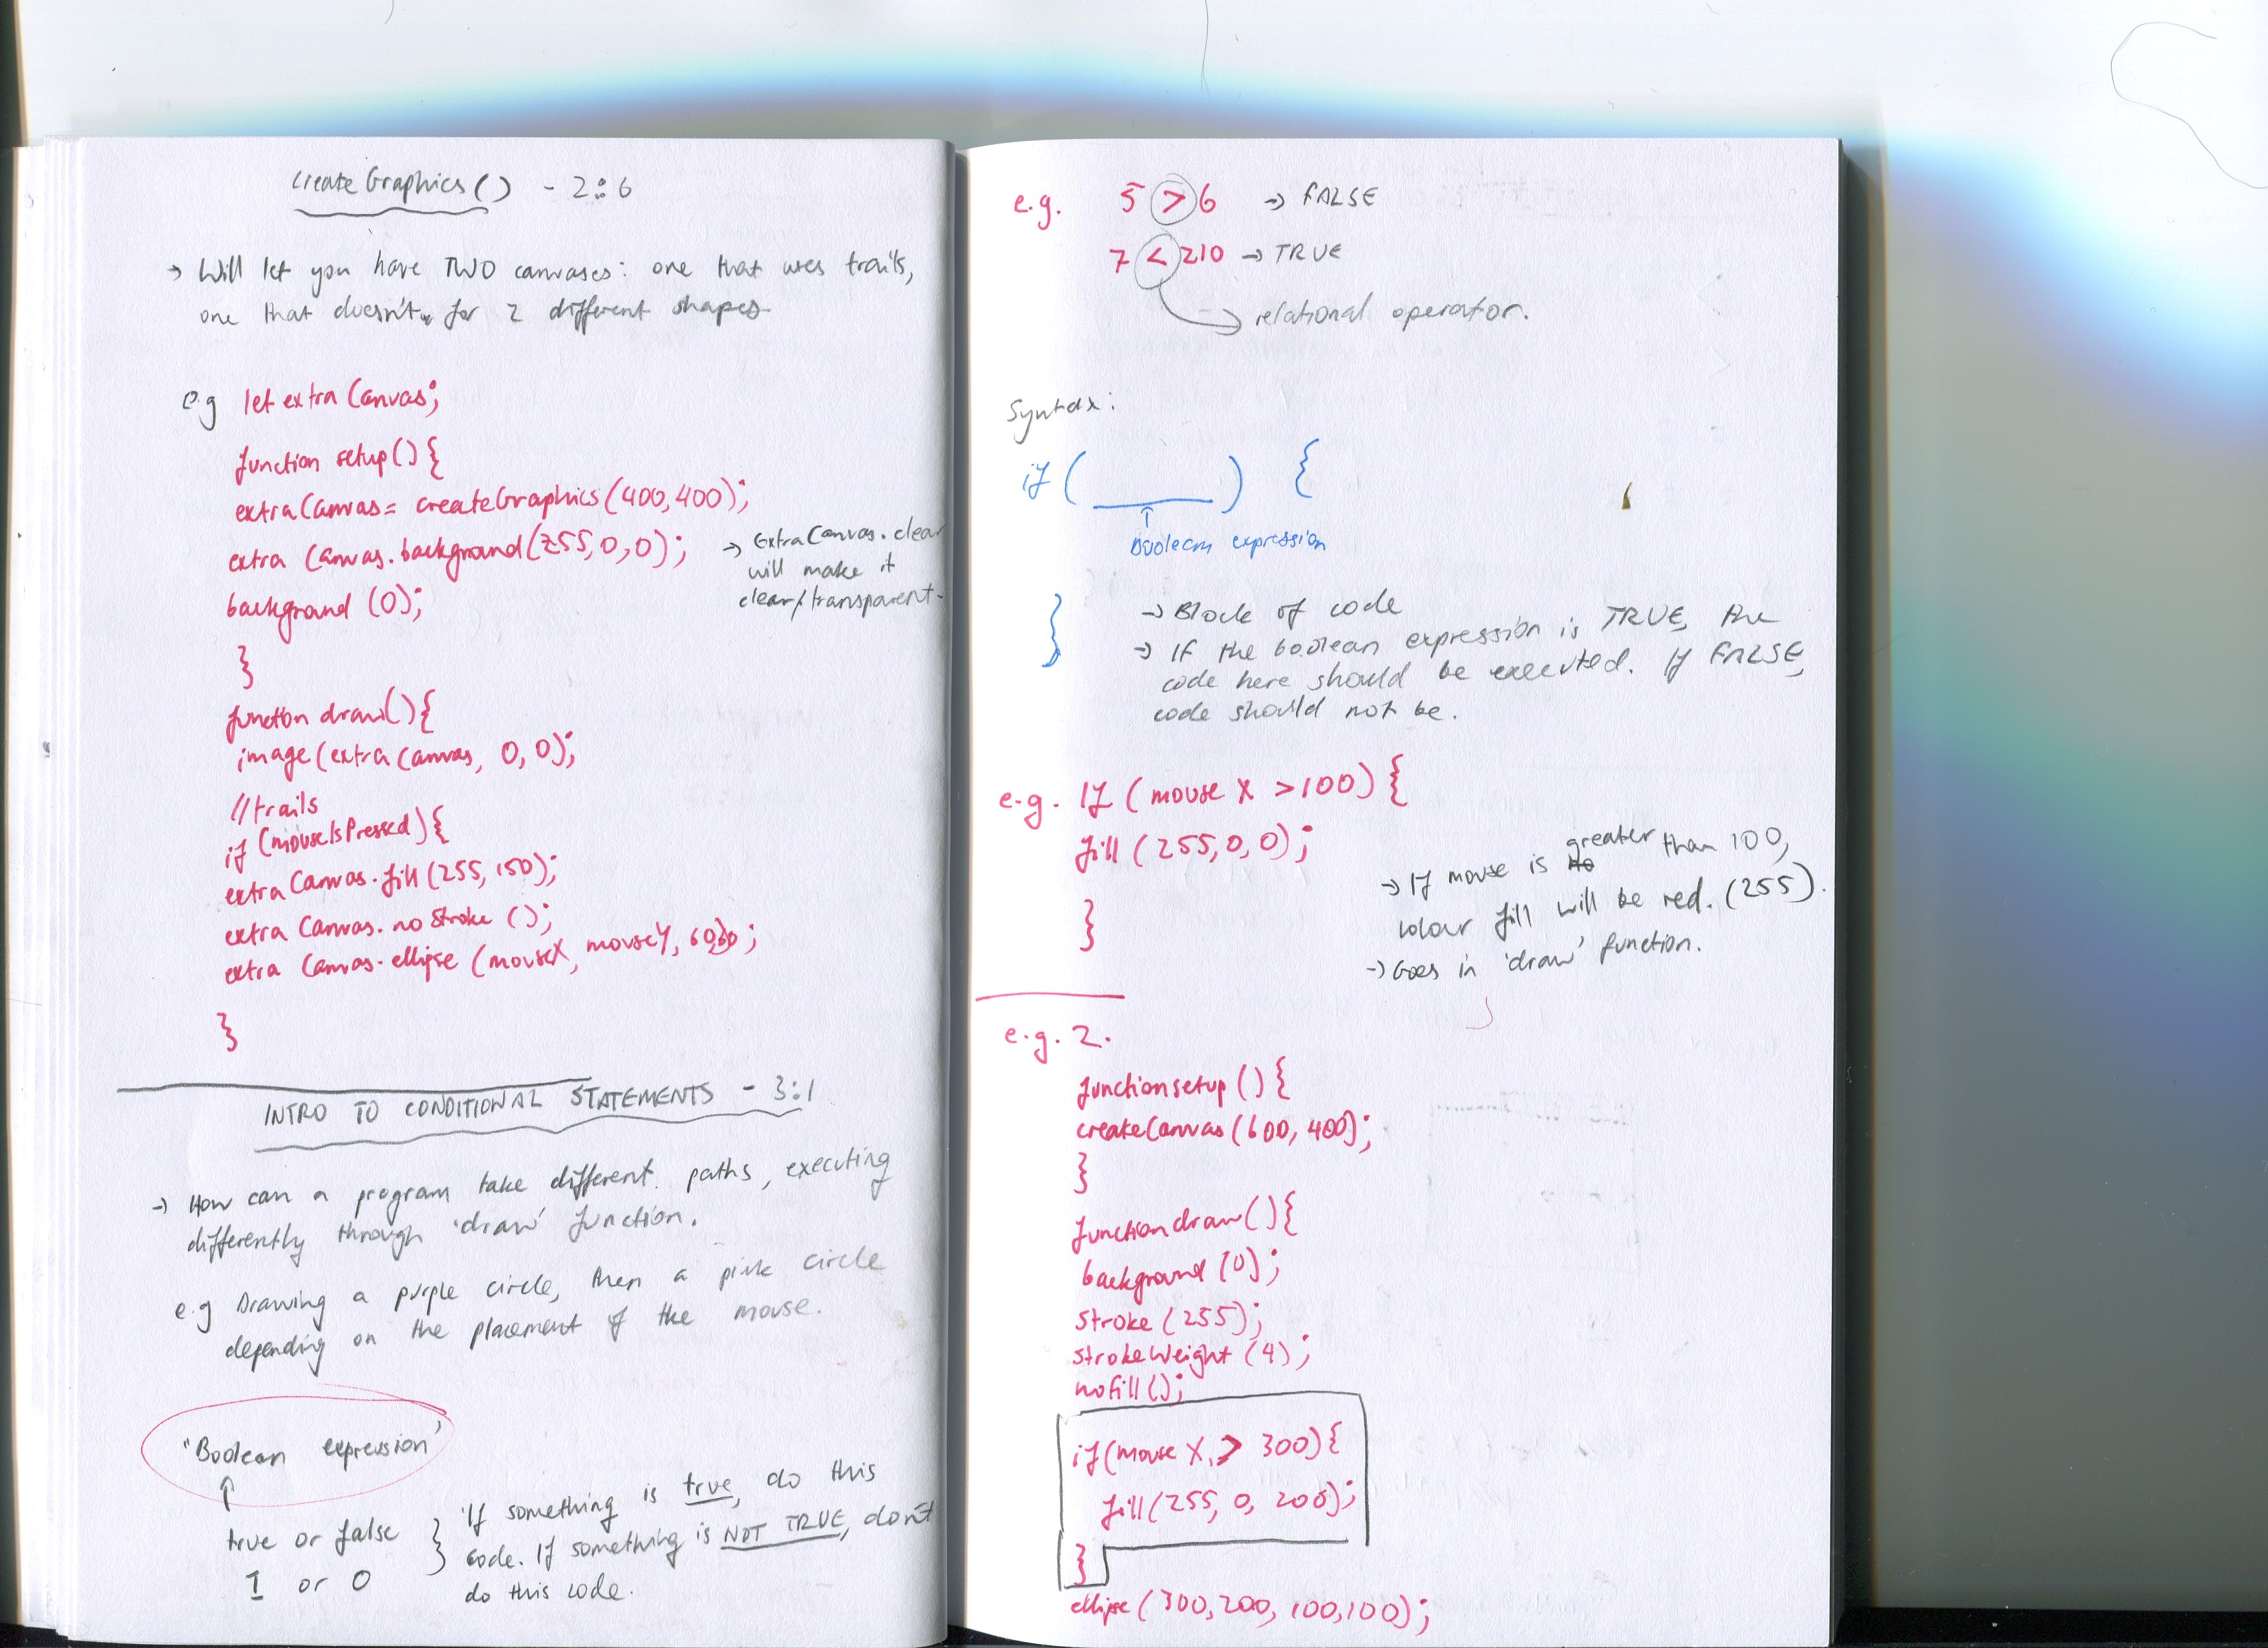 createGraphics() - 2:6
→ Will let you have TWO canvases: one that uses trails,
one that doesn't for 2 different shapes
e.g let extraCanvas;
function setup(){
extraCanvas = createGraphics(400,400);
extraCanvas.background(255,0,0);
→ ExtraCanvas.clear
will make it
clear/transparent.
background (0);
}
function draw(){
image(extraCanvas, 0,0);
//trails
if (mouseIsPressed){
extraCanvas.fill(255,150);
extraCanvas.noStroke ();
extraCanvas.ellipse (mouseX, mouseY, 60,60);
}
INTRO TO CONDITIONAL STATEMENTS - 3:1
→ How can a program take different paths, executing
differently through 'draw' function.
e.g Drawing a purple circle, then a pink circle
depending on the placement of the mouse.
"Boolean expression"
↑
true or false
1 or 0
} 'If something is true, do this
code. If something is NOT TRUE, don't
do this code.
e.g. 5 > 6 → FALSE
7 < 210 → TRUE
→ relational operator.
Syntax:
if ( ______ ) {
↑
Boolean expression
}
→ Block of code
→ If the boolean expression is TRUE, the
code here should be executed. If FALSE,
code should not be.
e.g. If (mouse X >100) {
fill (255,0,0);
}
→ If mouse is greater than 100,
colour fill will be red. (255).
→ Goes in 'draw' function.
e.g. 2.
function setup () {
createCanvas (600, 400);
}
function draw () {
background (0);
stroke (255);
strokeWeight (4);
noFill ();
if (mouse X > 300) {
fill (255, 0, 200);
}
ellipse (300,200, 100,100);